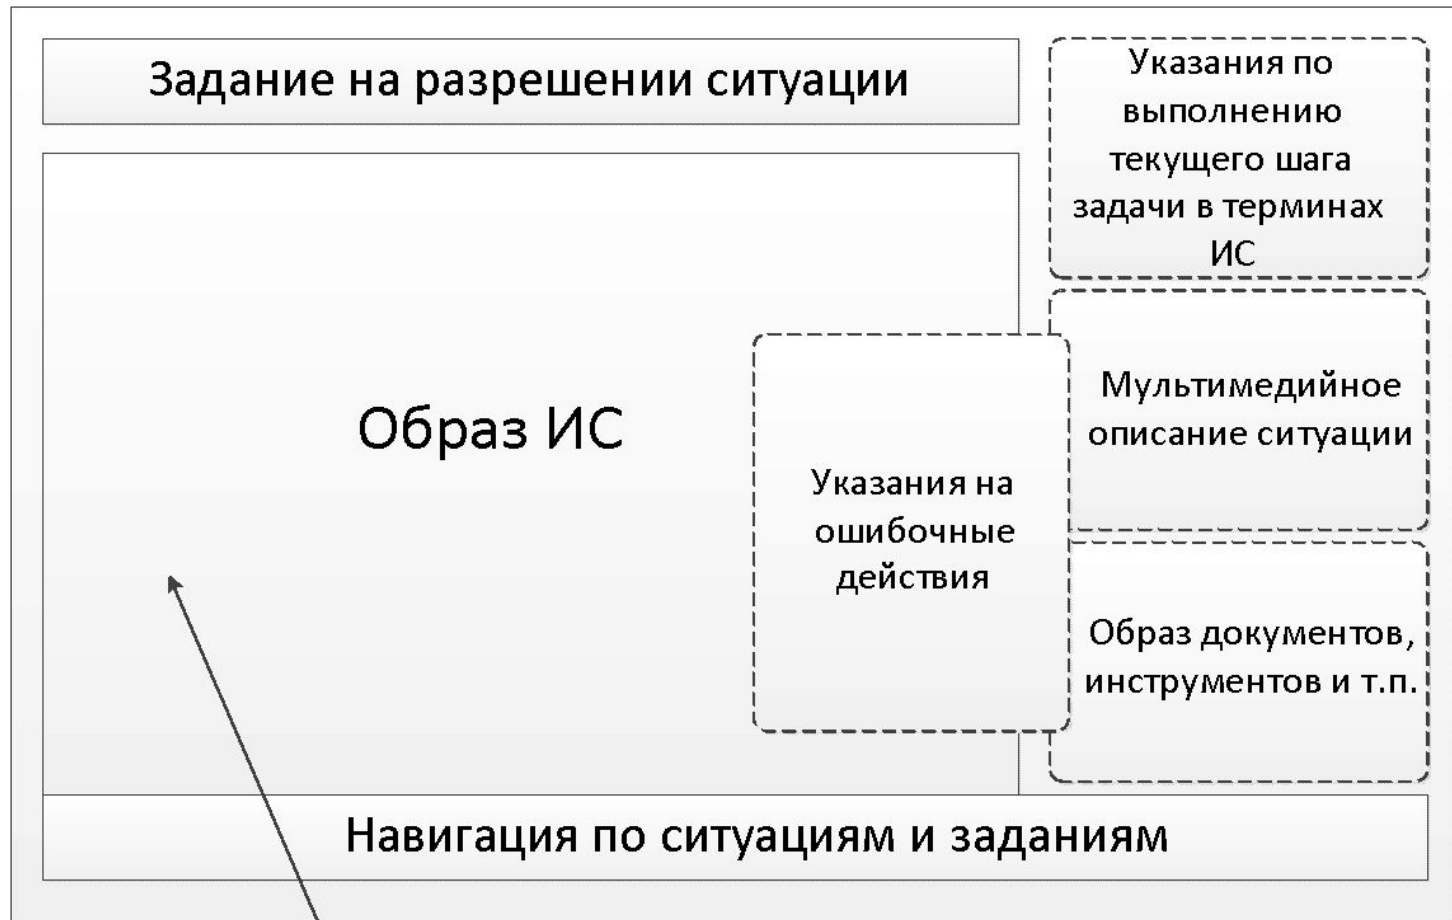 Задание на разрешении ситуации
Указания по
выполнению
текущего шага
задачи в терминах
ИС
Образ ИС
Указания на
ошибочные
действия
Мультимедийное
описание ситуации
Образ документов,
инструментов и т.п.
Навигация по ситуациям и заданиям